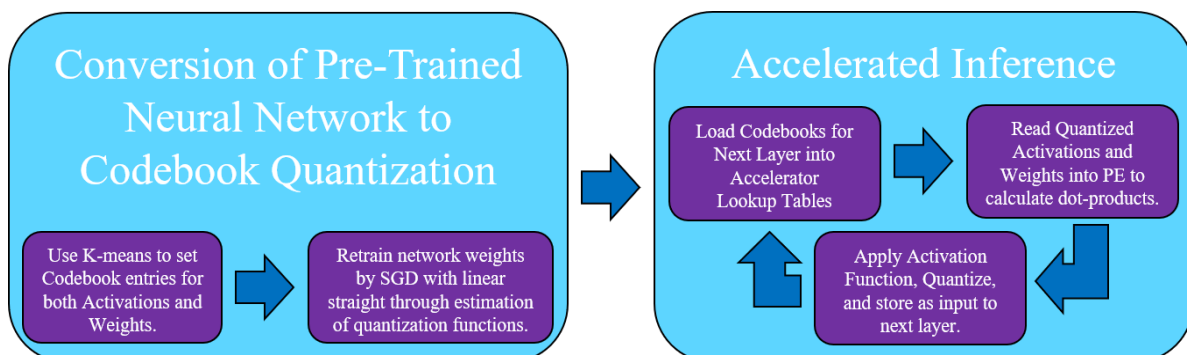 Conversion of Pre-Trained
Neural Network to
Codebook Quantization
Use K-means to set
Codebook entries for
both Activations and
Weights.
Retrain network weights
by SGD with linear
straight through estimation
of quantization functions.
Accelerated Inference
Load Codebooks for
Next Layer into
Accelerator
Lookup Tables
Read Quantized
Activations and
Weights into PE to
calculate dot-products.
Apply Activation
Function, Quantize,
and store as input to
next layer.